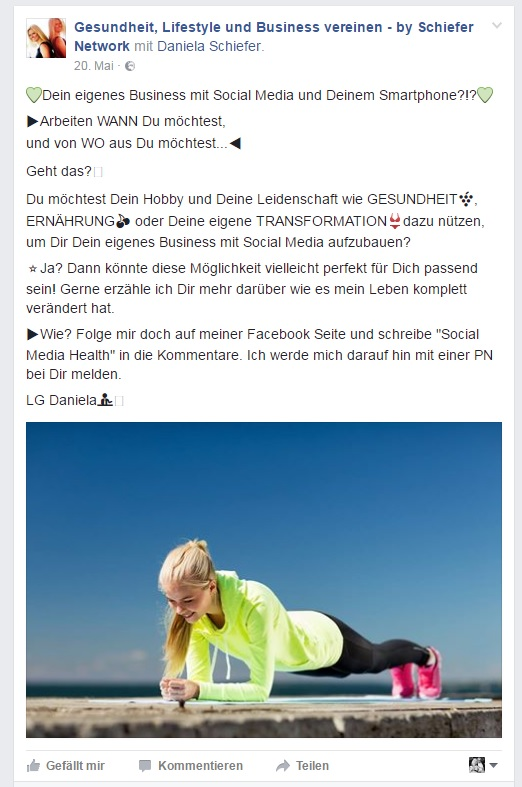 Gesundheit, Lifestyle und Business vereinen - by Schiefer
Network mit Daniela Schiefer.
20. Mai ·
💚Dein eigenes Business mit Social Media und Deinem Smartphone?!?💚
▶Arbeiten WANN Du möchtest,
und von WO aus Du möchtest...◀
Geht das?
Du möchtest Dein Hobby und Deine Leidenschaft wie GESUNDHEIT🍇,
ERNÄHRUNG🍒 oder Deine eigene TRANSFORMATION👙dazu nützen,
um Dir Dein eigenes Business mit Social Media aufzubauen?
⭐Ja? Dann könnte diese Möglichkeit vielleicht perfekt für Dich passend
sein! Gerne erzähle ich Dir mehr darüber wie es mein Leben komplett
verändert hat.
▶Wie? Folge mir doch auf meiner Facebook Seite und schreibe "Social
Media Health" in die Kommentare. Ich werde mich darauf hin mit einer PN
bei Dir melden.
LG Daniela
Gefällt mir Kommentieren Teilen